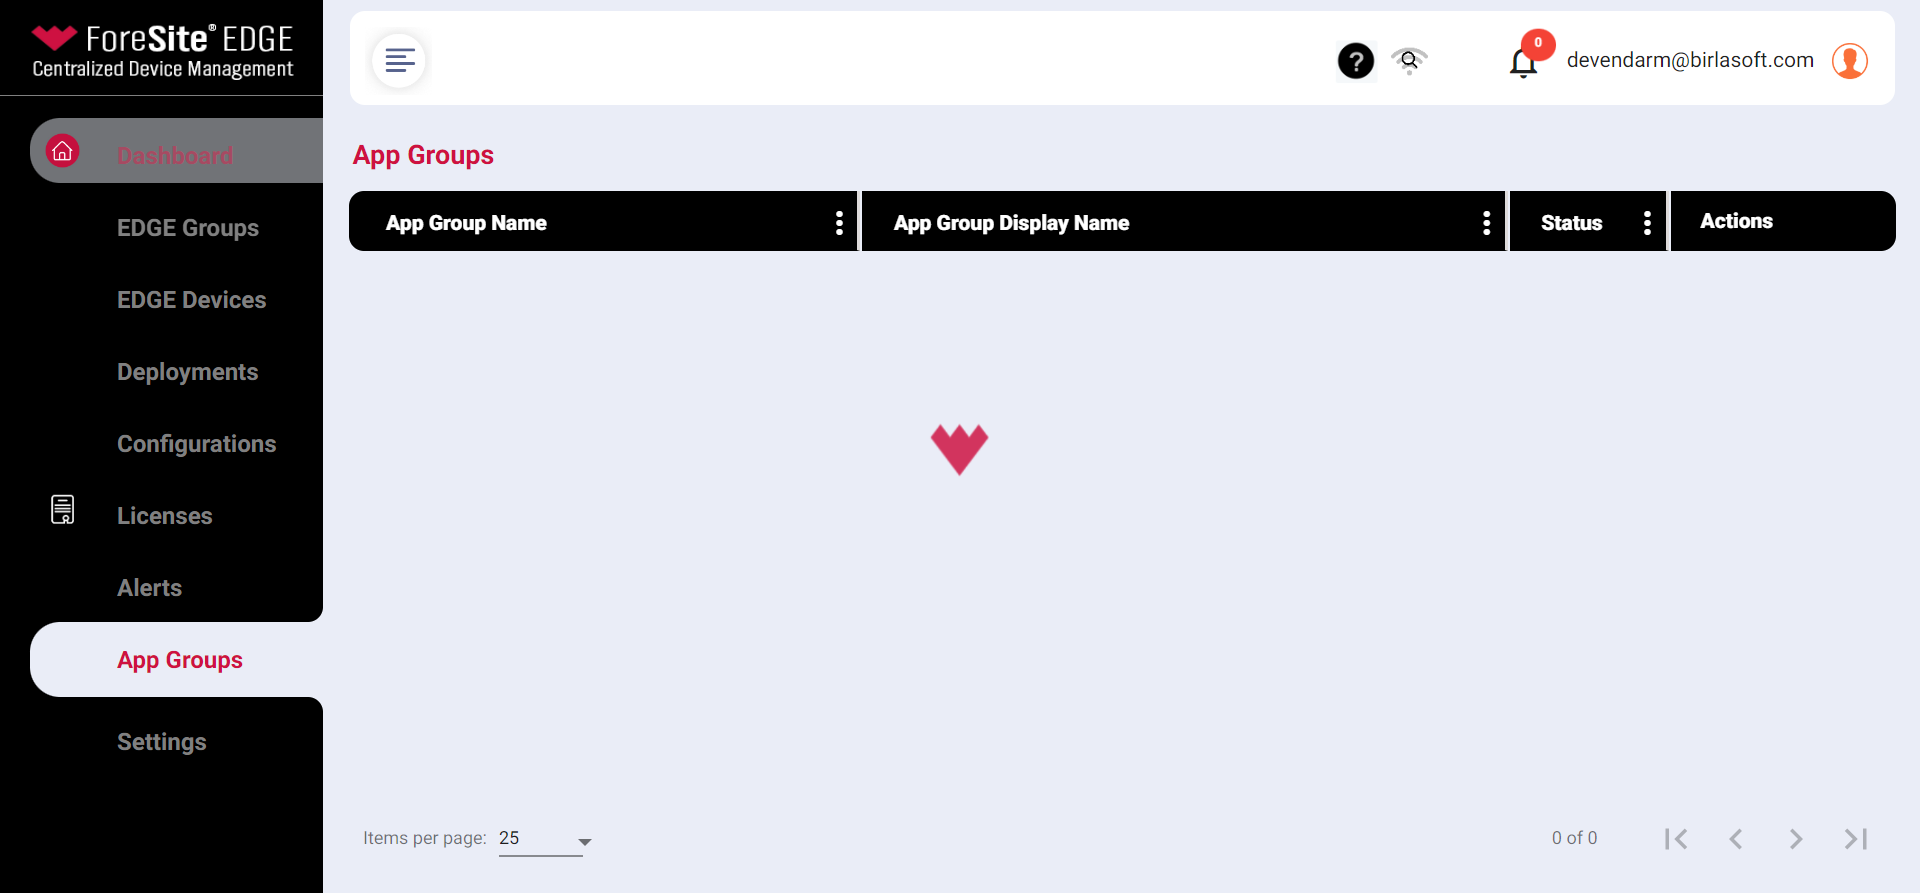 ForeSite® EDGE
Centralized Device Management
?
0
devendarm@birlasoft.com
Dashboard
EDGE Groups
EDGE Devices
Deployments
Configurations
Licenses
Alerts
App Groups
Settings
App Groups
App Group Name
App Group Display Name
Status
Actions
Items per page: 25
0 of 0